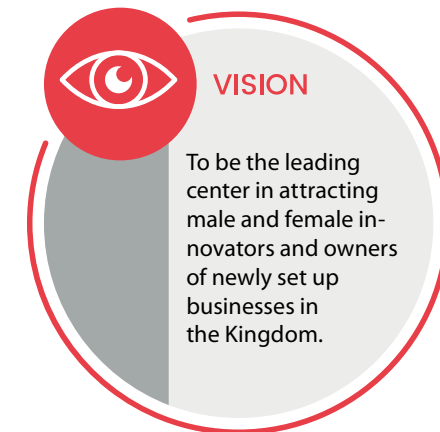 VISION
To be the leading
center in attracting
male and female in-
novators and owners
of newly set up
businesses in
the Kingdom.